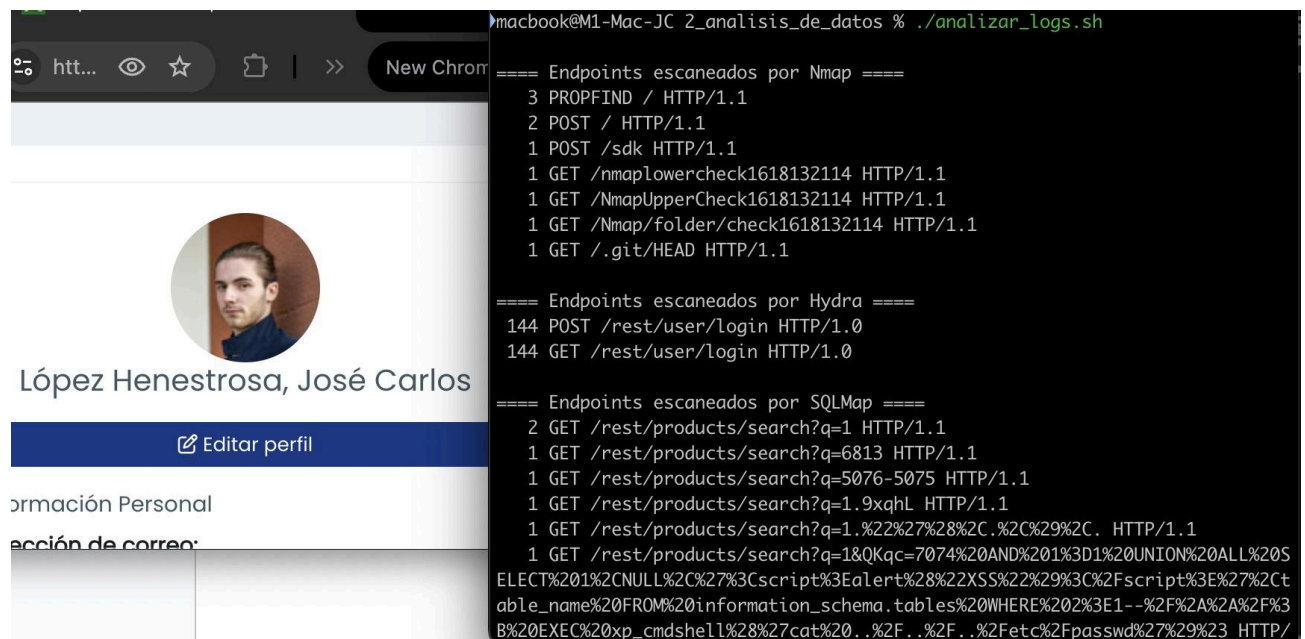 htt...
New Chrom
López Henestrosa, José Carlos
Editar perfil
ormación Personal
ección de correo:
macbook@M1-Mac-JC 2_analisis_de_datos % ./analizar_logs.sh
==== Endpoints escaneados por Nmap ====
3 PROPFIND / HTTP/1.1
2 POST / HTTP/1.1
1 POST /sdk HTTP/1.1
1 GET /nmaplowercheck1618132114 HTTP/1.1
1 GET /NmapUpperCheck1618132114 HTTP/1.1
1 GET /Nmap/folder/check1618132114 HTTP/1.1
1 GET /.git/HEAD HTTP/1.1
==== Endpoints escaneados por Hydra ====
144 POST /rest/user/login HTTP/1.0
144 GET /rest/user/login HTTP/1.0
==== Endpoints escaneados por SQLMap ====
2 GET /rest/products/search?q=1 HTTP/1.1
1 GET /rest/products/search?q=6813 HTTP/1.1
1 GET /rest/products/search?q=5076-5075 HTTP/1.1
1 GET /rest/products/search?q=1.9xqhL HTTP/1.1
1 GET /rest/products/search?q=1.%22%27%28%2C.%2C%29%2C. HTTP/1.1
1 GET /rest/products/search?q=1&QKqc=7074%20AND%201%3D1%20UNION%20ALL%20S
ELECT%201%2CNULL%2C%27%3Cscript%3Ealert%28%22XSS%22%29%3C%2Fscript%3E%27%2Ct
able_name%20FROM%20information_schema.tables%20WHERE%202%3E1--%2F%2A%2A%2F%3
B%20EXEC%20xp_cmdshell%28%27cat%20..%2F..%2F..%2Fetc%2Fpasswd%27%29%23 HTTP/